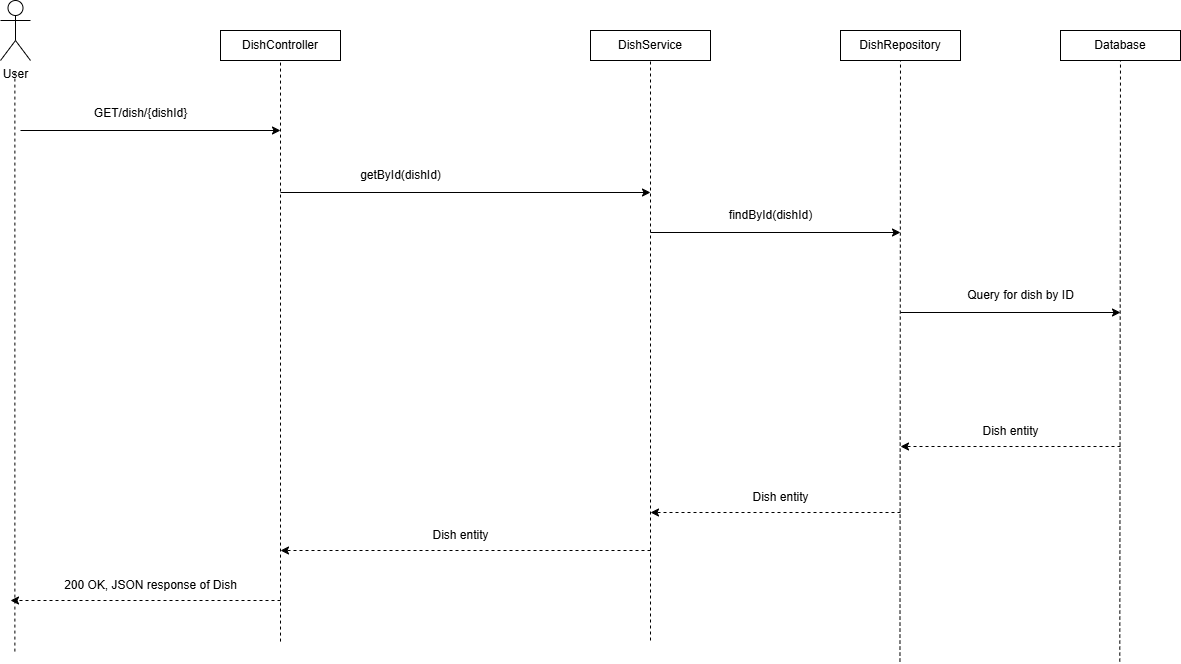 User
DishController
DishService
DishRepository
Database
GET/dish/{dishId}
getById(dishId)
findById(dishId)
Query for dish by ID
Dish entity
Dish entity
Dish entity
200 OK, JSON response of Dish